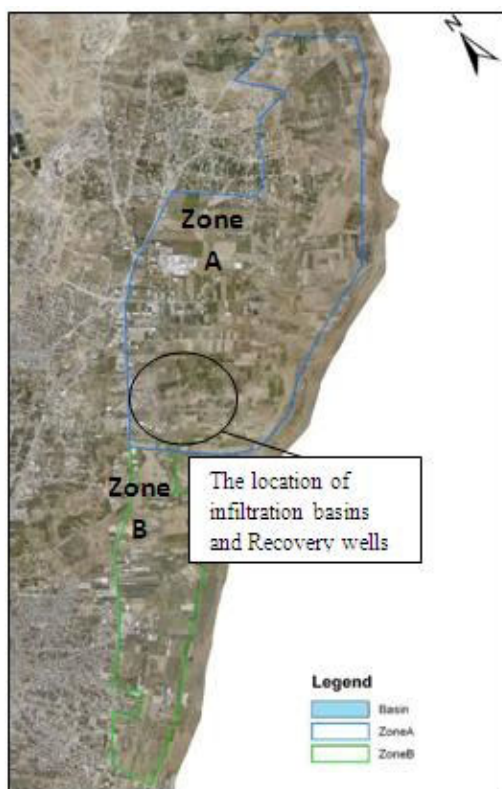 N
Zone
A
Zone
B
The location of
infiltration basins
and Recovery wells
Legend
Basin
ZoneA
ZoneB